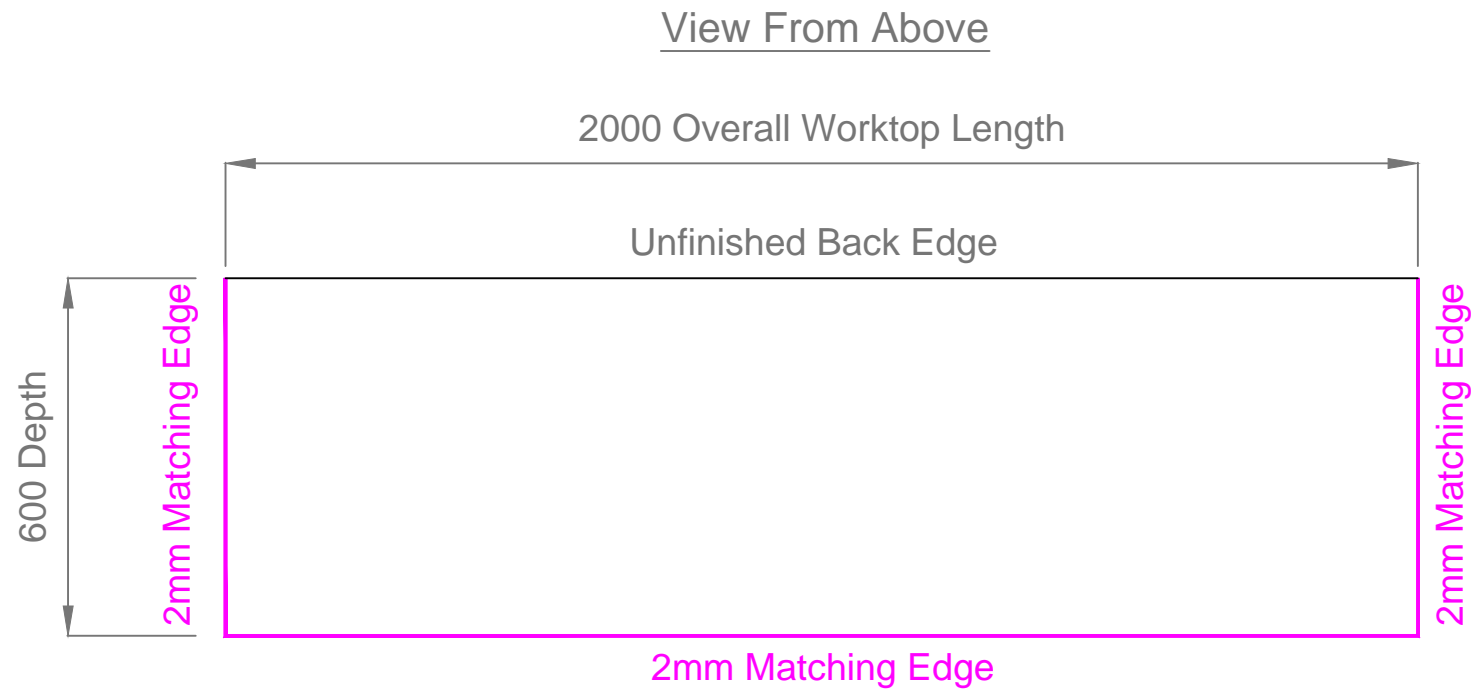 View From Above
2000 Overall Worktop Length
Unfinished Back Edge
600 Depth
2mm Matching Edge
2mm Matching Edge
2mm Matching Edge